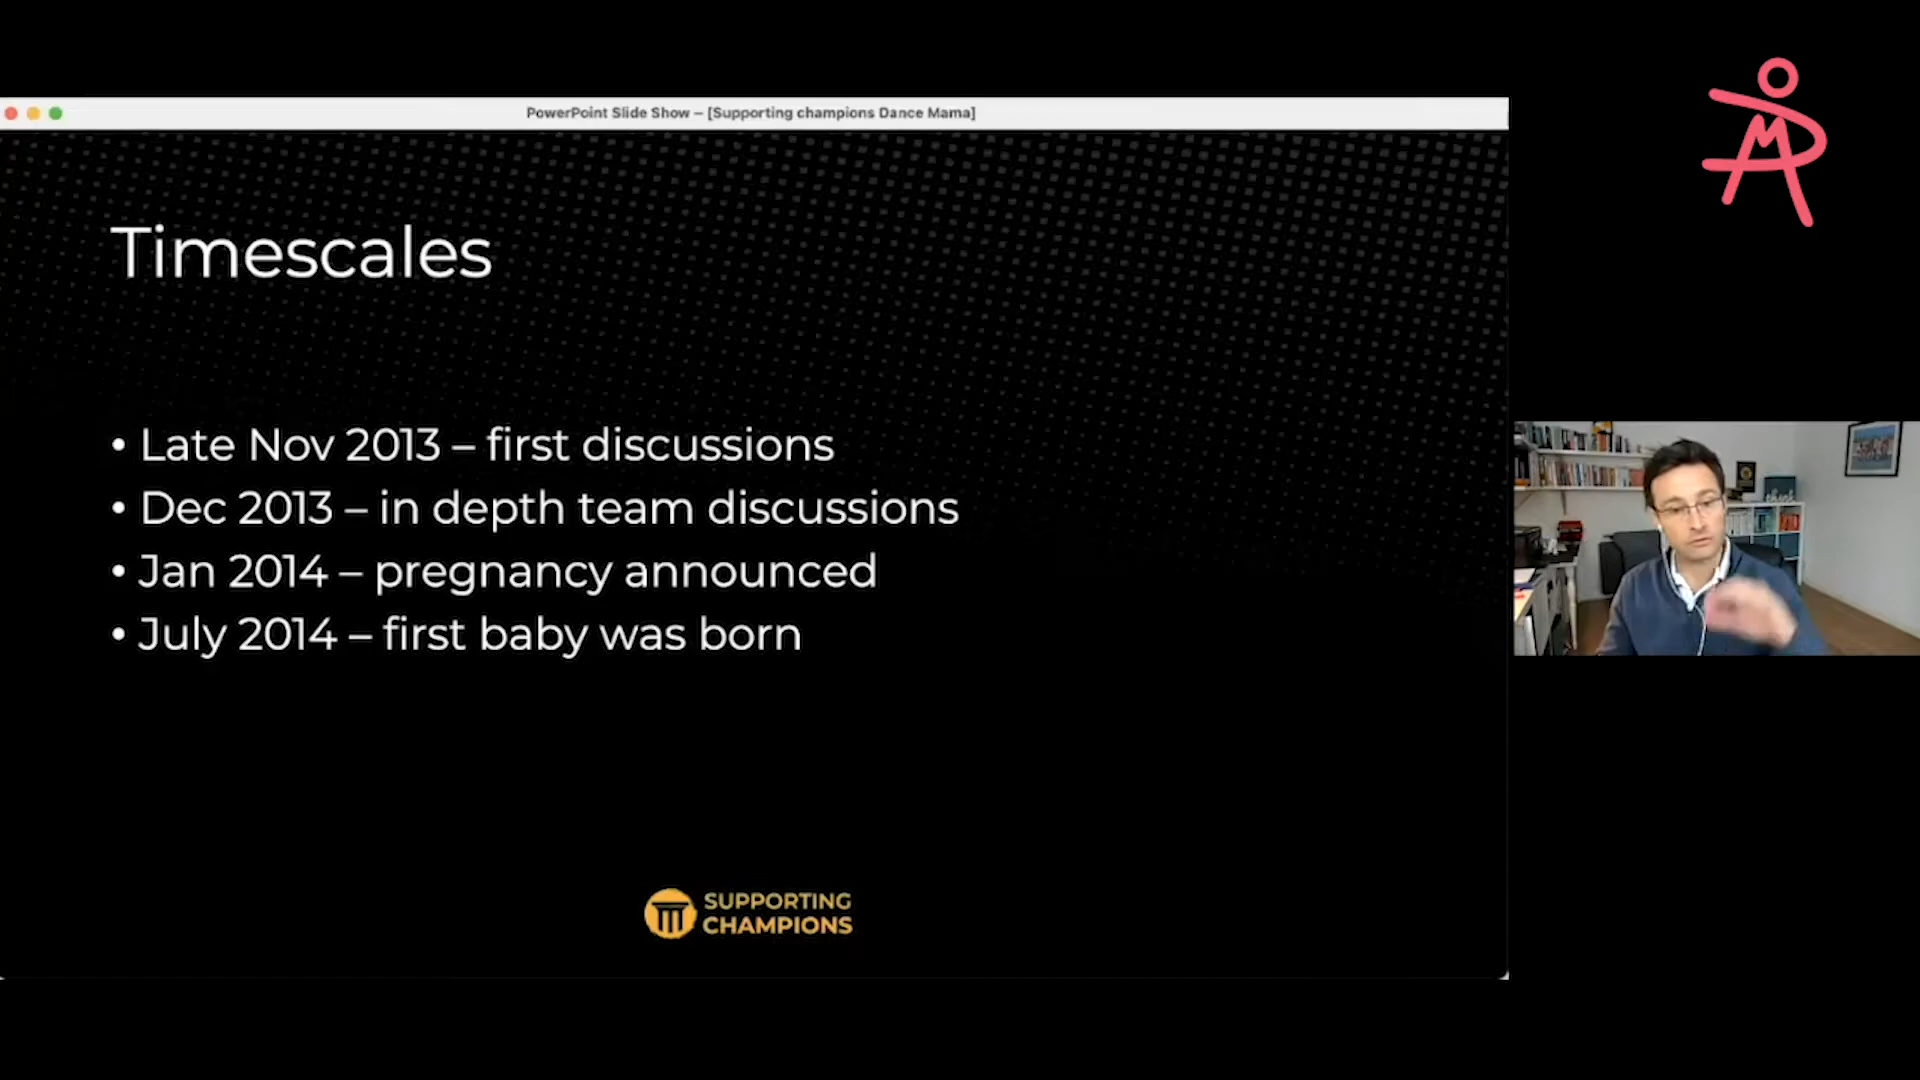 PowerPoint Slide Show – [Supporting champions Dance Mama]
Timescales
• Late Nov 2013 – first discussions
• Dec 2013 – in depth team discussions
• Jan 2014 – pregnancy announced
• July 2014 – first baby was born
SUPPORTING
CHAMPIONS